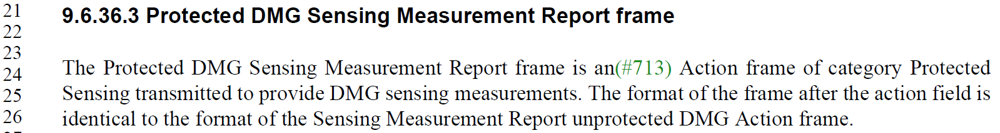 21 9.6.36.3 Protected DMG Sensing Measurement Report frame
22
23
24 The Protected DMG Sensing Measurement Report frame is an(#713) Action frame of category Protected
25 Sensing transmitted to provide DMG sensing measurements. The format of the frame after the action field is
26 identical to the format of the Sensing Measurement Report unprotected DMG Action frame.